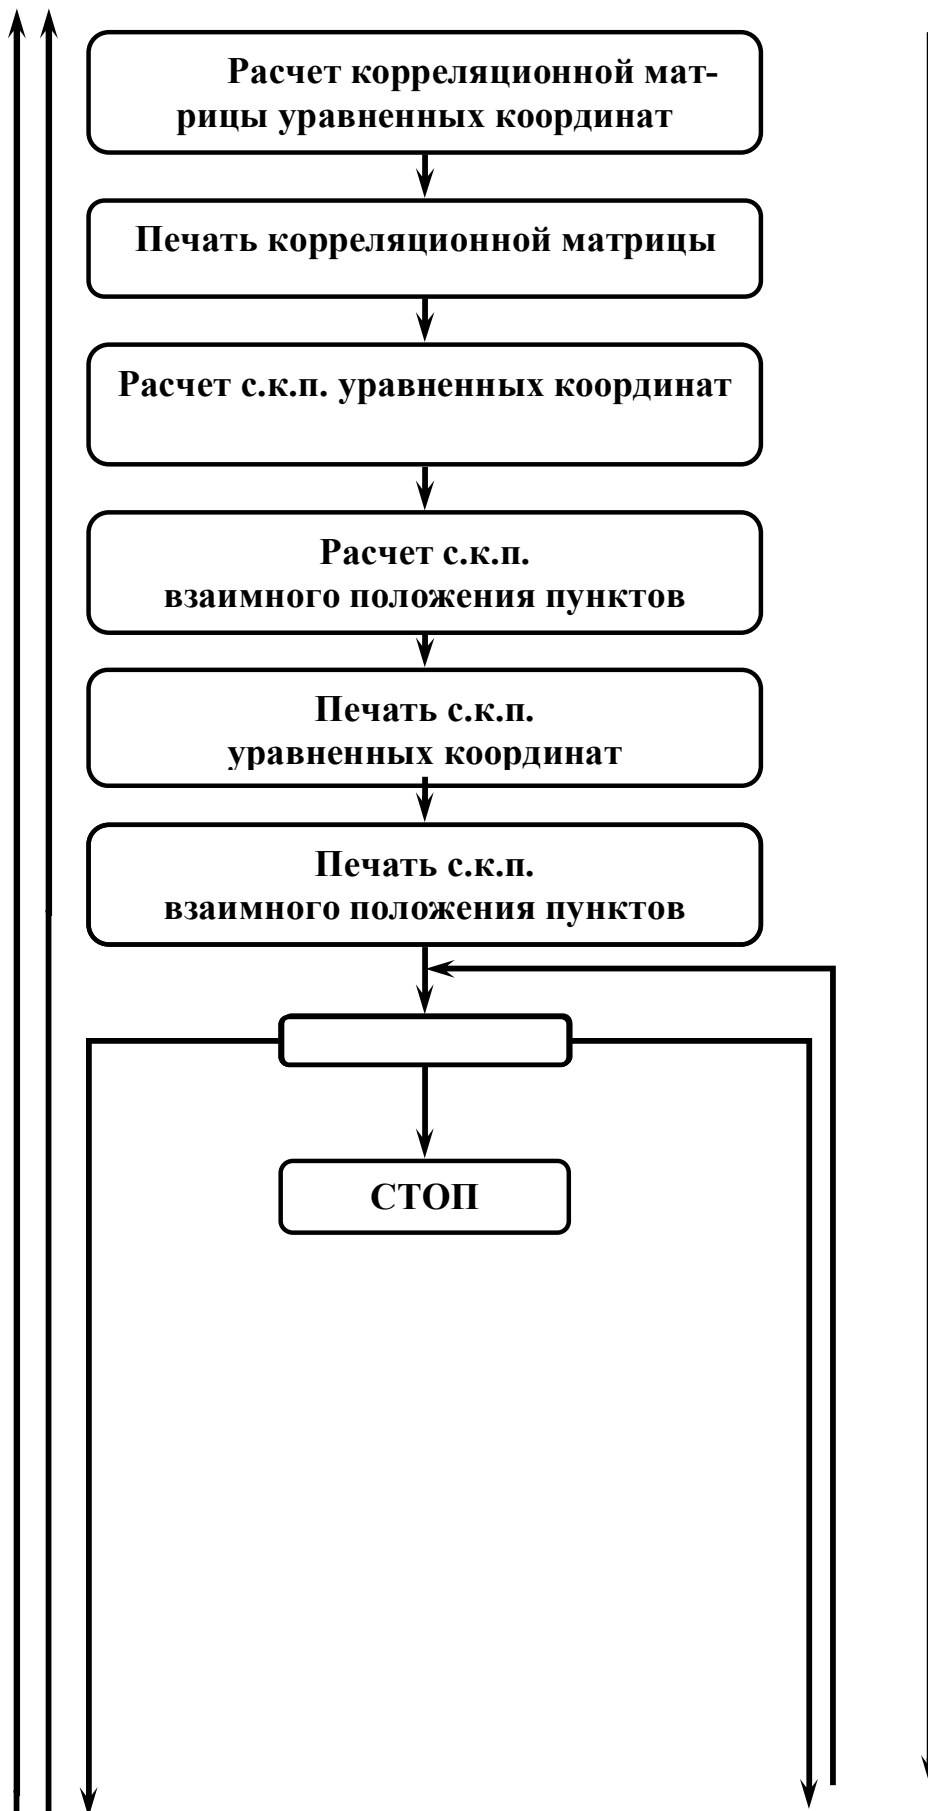 Расчет корреляционной мат-
рицы уравненных координат
Печать корреляционной матрицы
Расчет с.к.п. уравненных координат
Расчет с.к.п.
взаимного положения пунктов
Печать с.к.п.
уравненных координат
Печать с.к.п.
взаимного положения пунктов
СТОП